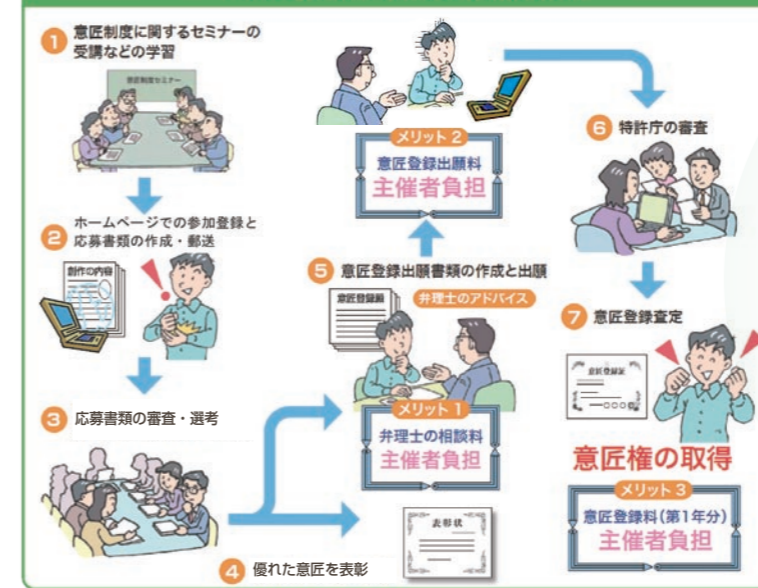 1 意匠制度に関するセミナーの
受講などの学習
意匠制度セミナー
2 ホームページでの参加登録と
応募書類の作成・郵送
創作の内容
3 応募書類の審査・選考
4 優れた意匠を表彰
表彰状
5 意匠登録出願書類の作成と出願
意匠登録願
弁理士のアドバイス
メリット 1
弁理士の相談料
主催者負担
メリット 2
意匠登録出願料
主催者負担
6 特許庁の審査
7 意匠登録査定
意匠登録証
意匠権の取得
メリット 3
意匠登録料(第1年分)
主催者負担